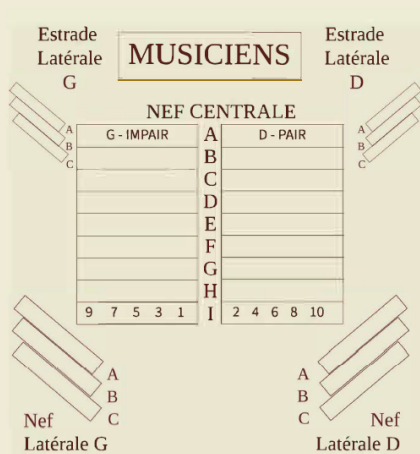 Estrade
Latérale
G
MUSICIENS
Estrade
Latérale
D
NEF CENTRALE
A
B
C
A
B
C
G - IMPAIR
D - PAIR
A
B
C
D
E
F
G
H
I
9 7 5 3 1
2 4 6 8 10
A
B
C
A
B
C
Nef
Latérale G
Nef
Latérale D